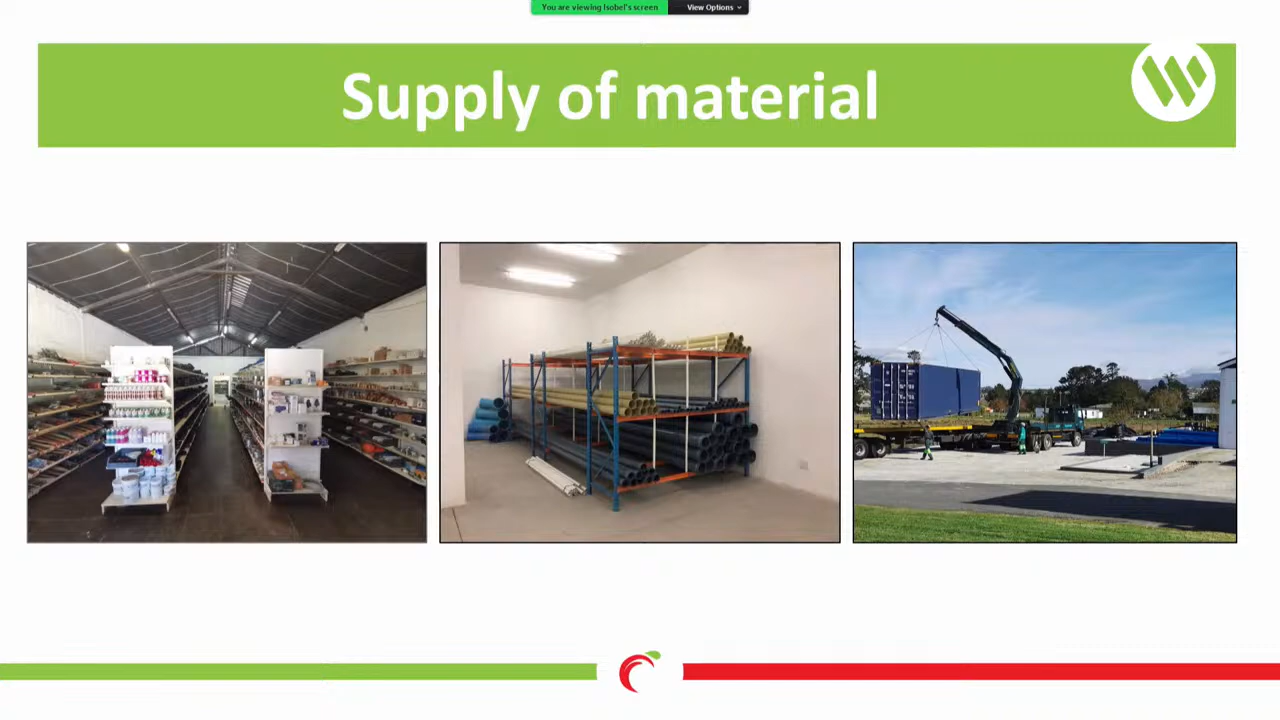 You are viewing Isobel's screen
View Options
Supply of material